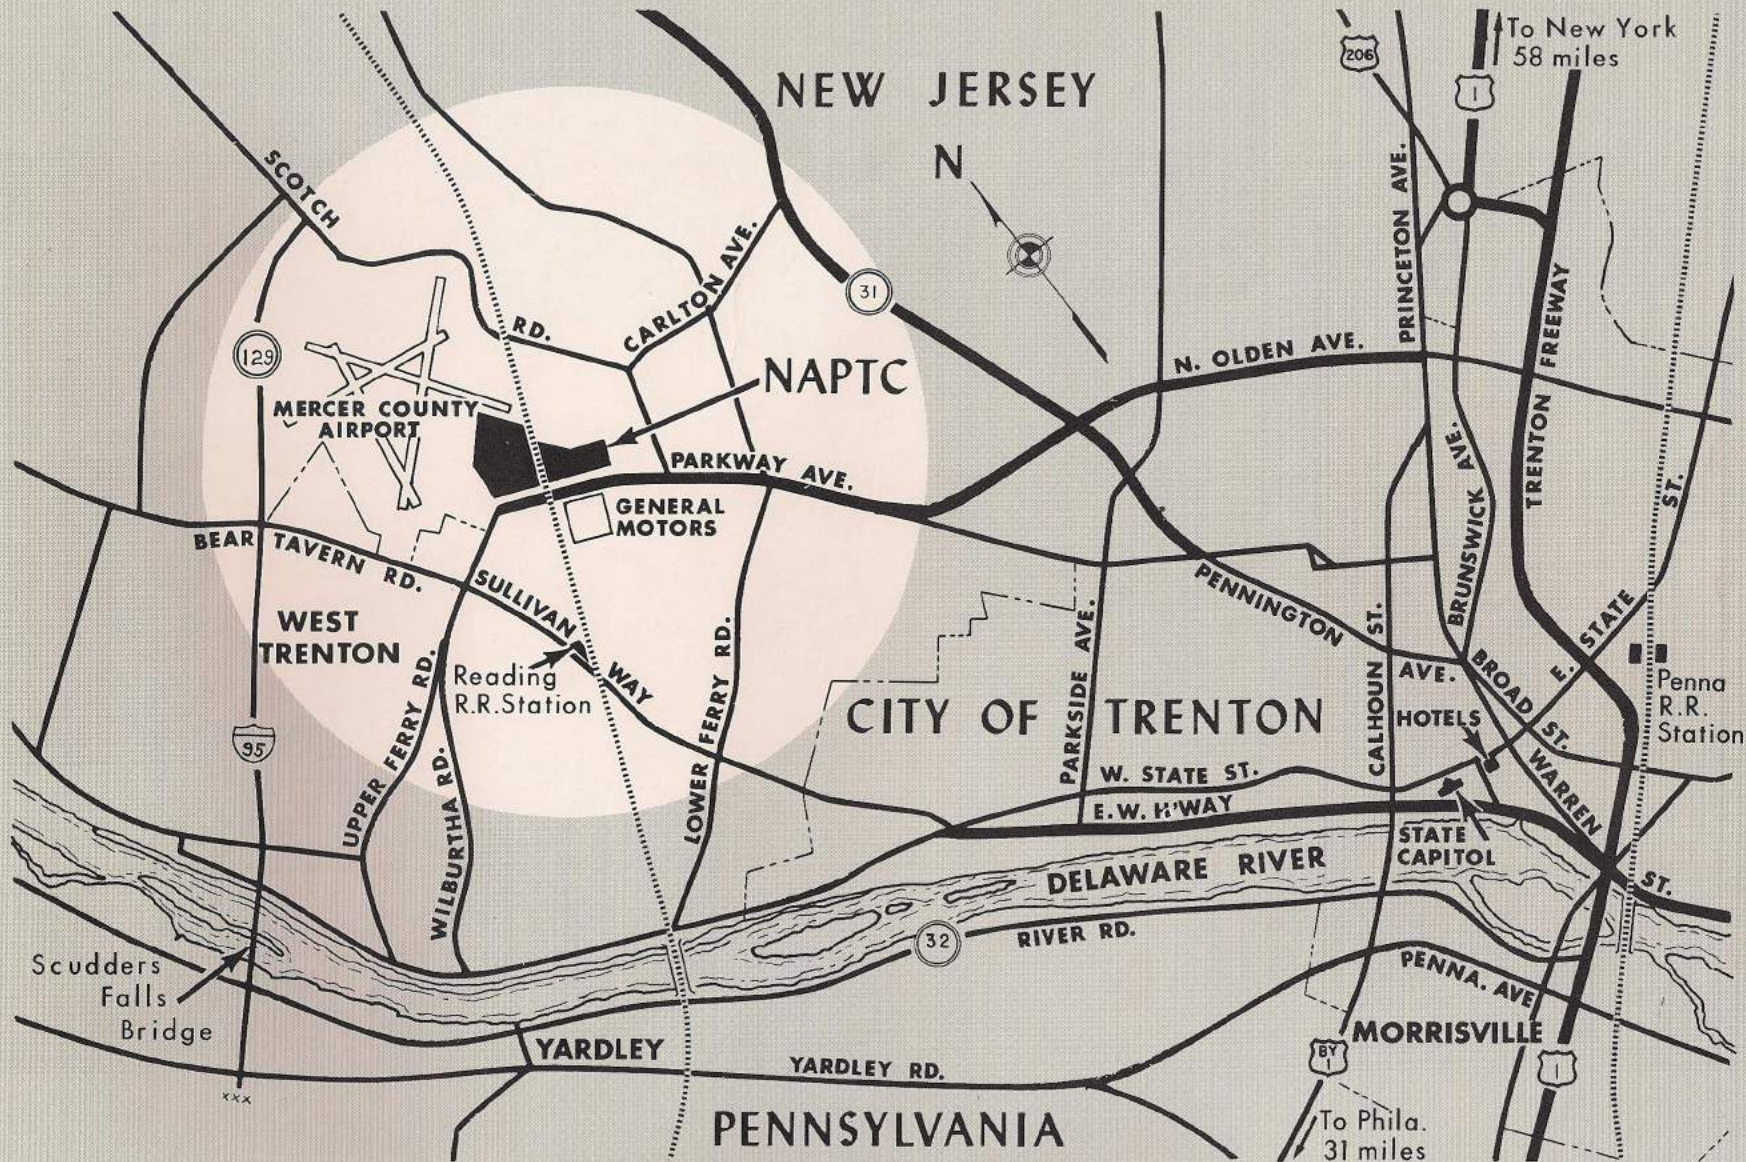 To New York
58 miles
206
1
NEW JERSEY
N
SCOTCH
RD.
CARLTON AVE.
31
PRINCETON AVE.
129
NAPTC
N. OLDEN AVE.
TRENTON FREEWAY
MERCER COUNTY
AIRPORT
PARKWAY AVE.
GENERAL
MOTORS
BRUNSWICK AVE.
BEAR TAVERN RD.
SULLIVAN WAY
PENNINGTON AVE.
WEST
TRENTON
Reading
R.R. Station
UPPER FERRY RD.
WILBURTHA RD.
LOWER FERRY RD.
PARKSIDE AVE.
CALHOUN ST.
E. STATE ST.
BROAD ST.
CITY OF TRENTON
HOTELS
Penna
R.R.
Station
95
W. STATE ST.
E.W. H'WAY
WARREN ST.
STATE
CAPITOL
DELAWARE RIVER
32
RIVER RD.
Scudders
Falls
Bridge
PENNA. AVE
MORRISVILLE
YARDLEY
YARDLEY RD.
BY
1
1
xxx
PENNSYLVANIA
To Phila.
31 miles